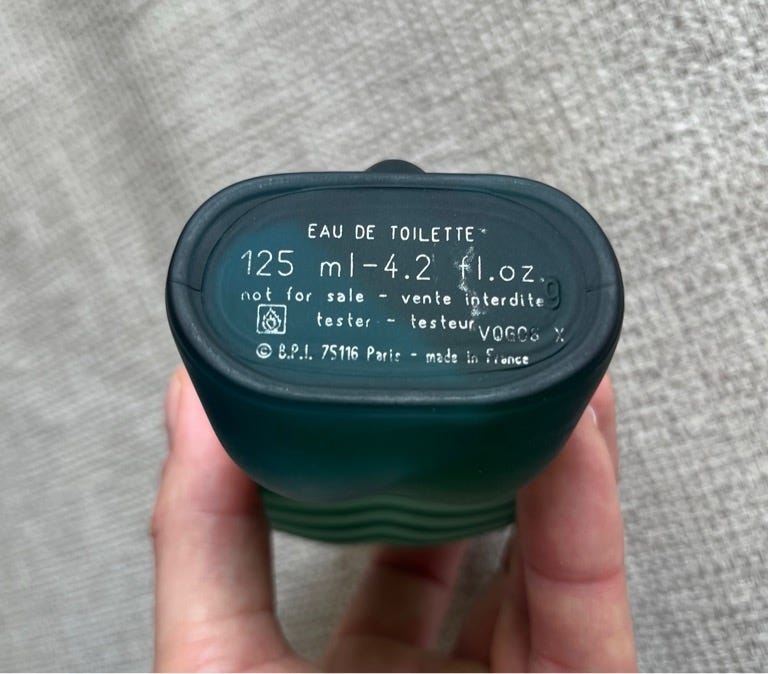 EAU DE TOILETTE
125 ml-4.2 fl.oz.
not for sale - vente interdite
tester - testeur
© B.P.I. 75116 Paris - made in France